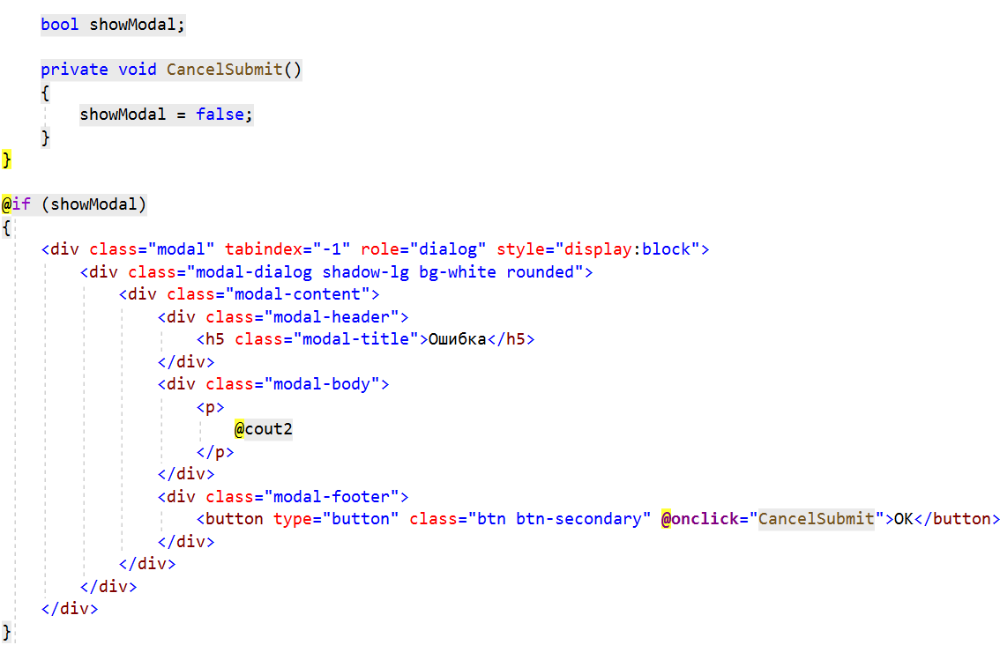 bool showModal;
private void CancelSubmit()
{
showModal = false;
}
}
@if (showModal)
{
<div class="modal" tabindex="-1" role="dialog" style="display:block">
<div class="modal-dialog shadow-lg bg-white rounded">
<div class="modal-content">
<div class="modal-header">
<h5 class="modal-title">Ошибка</h5>
</div>
<div class="modal-body">
<p>
@cout2
</p>
</div>
<div class="modal-footer">
<button type="button" class="btn btn-secondary" @onclick="CancelSubmit">ОК</button>
</div>
</div>
</div>
</div>
}